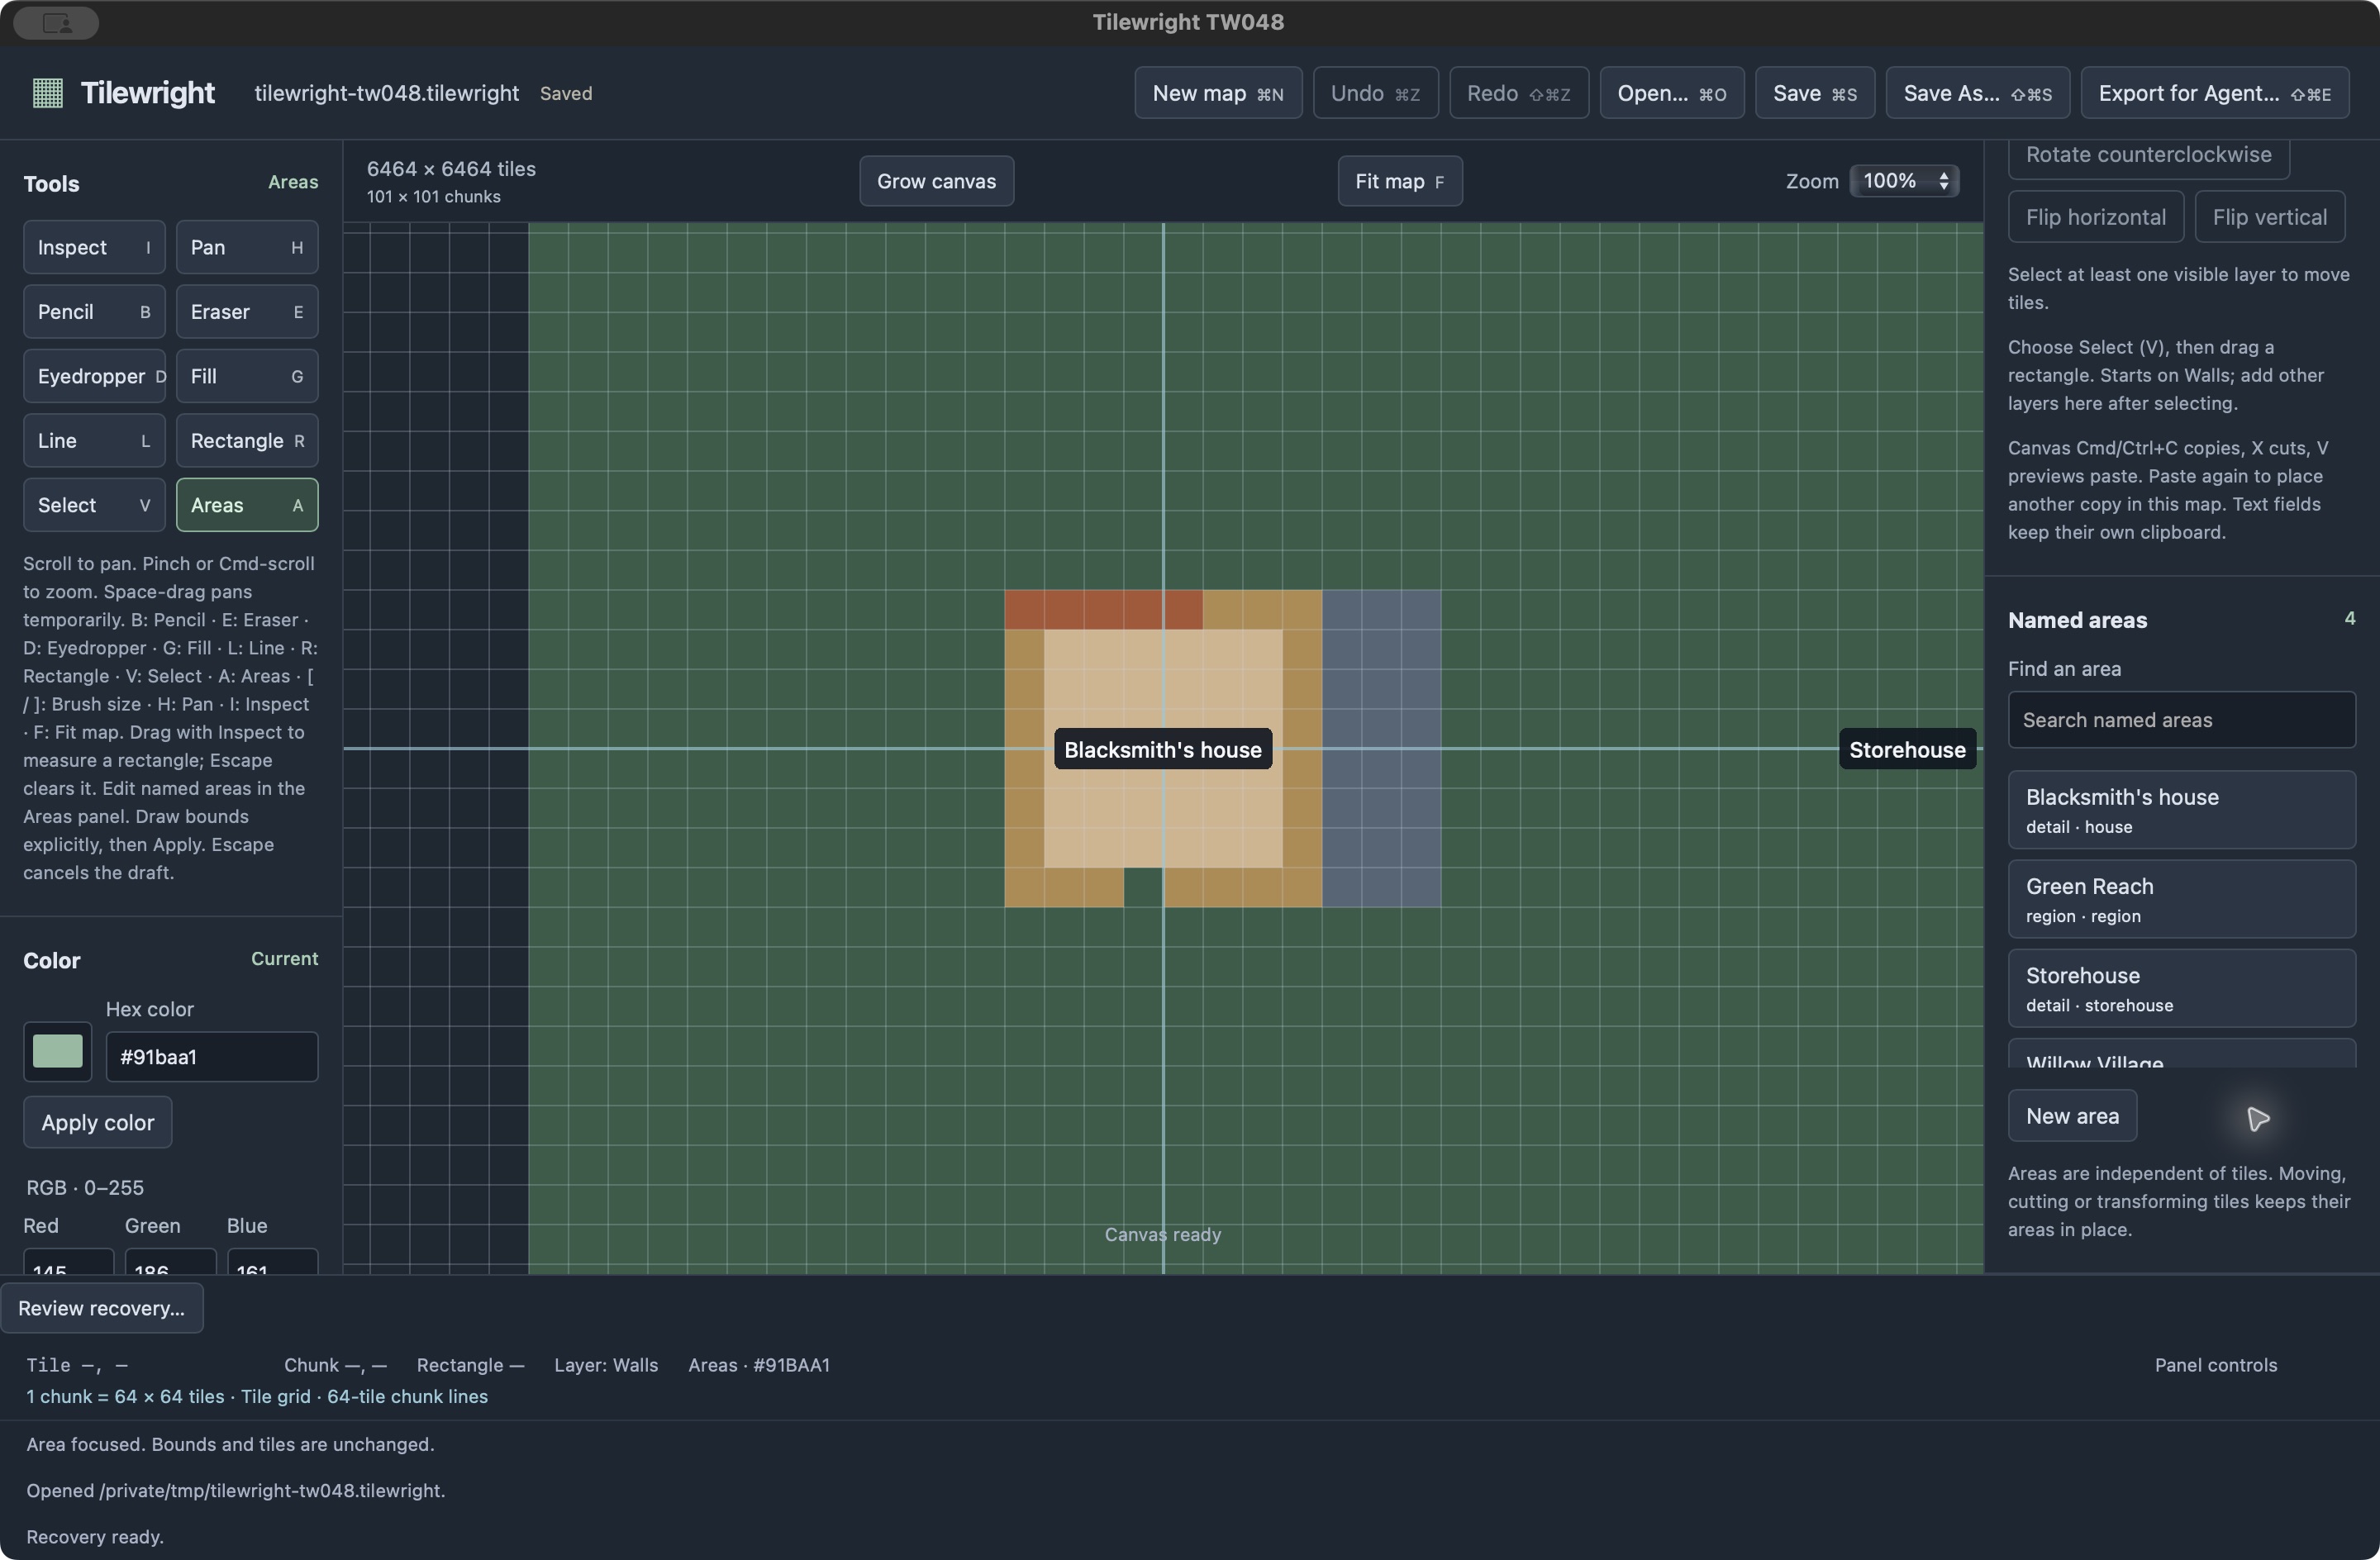 Tilewright TW048
Tilewright
tilewright-tw048.tilewright Saved
New map ⌘N
Undo ⌘Z
Redo ⇧⌘Z
Open... ⌘O
Save ⌘S
Save As... ⇧⌘S
Export for Agent... ⇧⌘E
Tools Areas
Inspect I
Pan H
Pencil B
Eraser E
Eyedropper D
Fill G
Line L
Rectangle R
Select V
Areas A
Scroll to pan. Pinch or Cmd-scroll
to zoom. Space-drag pans
temporarily. B: Pencil · E: Eraser ·
D: Eyedropper · G: Fill · L: Line · R:
Rectangle · V: Select · A: Areas · [
/ ]: Brush size · H: Pan · I: Inspect
· F: Fit map. Drag with Inspect to
measure a rectangle; Escape
clears it. Edit named areas in the
Areas panel. Draw bounds
explicitly, then Apply. Escape
cancels the draft.
Color Current
Hex color
#91baa1
Apply color
RGB · 0–255
Red Green Blue
145 186 161
6464 × 6464 tiles
101 × 101 chunks
Grow canvas
Fit map F
Zoom 100%
Blacksmith's house
Storehouse
Canvas ready
Rotate counterclockwise
Flip horizontal
Flip vertical
Select at least one visible layer to move
tiles.
Choose Select (V), then drag a
rectangle. Starts on Walls; add other
layers here after selecting.
Canvas Cmd/Ctrl+C copies, X cuts, V
previews paste. Paste again to place
another copy in this map. Text fields
keep their own clipboard.
Named areas 4
Find an area
Search named areas
Blacksmith's house
detail · house
Green Reach
region · region
Storehouse
detail · storehouse
Willow Village
New area
Areas are independent of tiles. Moving,
cutting or transforming tiles keeps their
areas in place.
Review recovery...
Tile —, — Chunk —, — Rectangle — Layer: Walls Areas · #91BAA1 Panel controls
1 chunk = 64 × 64 tiles · Tile grid · 64-tile chunk lines
Area focused. Bounds and tiles are unchanged.
Opened /private/tmp/tilewright-tw048.tilewright.
Recovery ready.